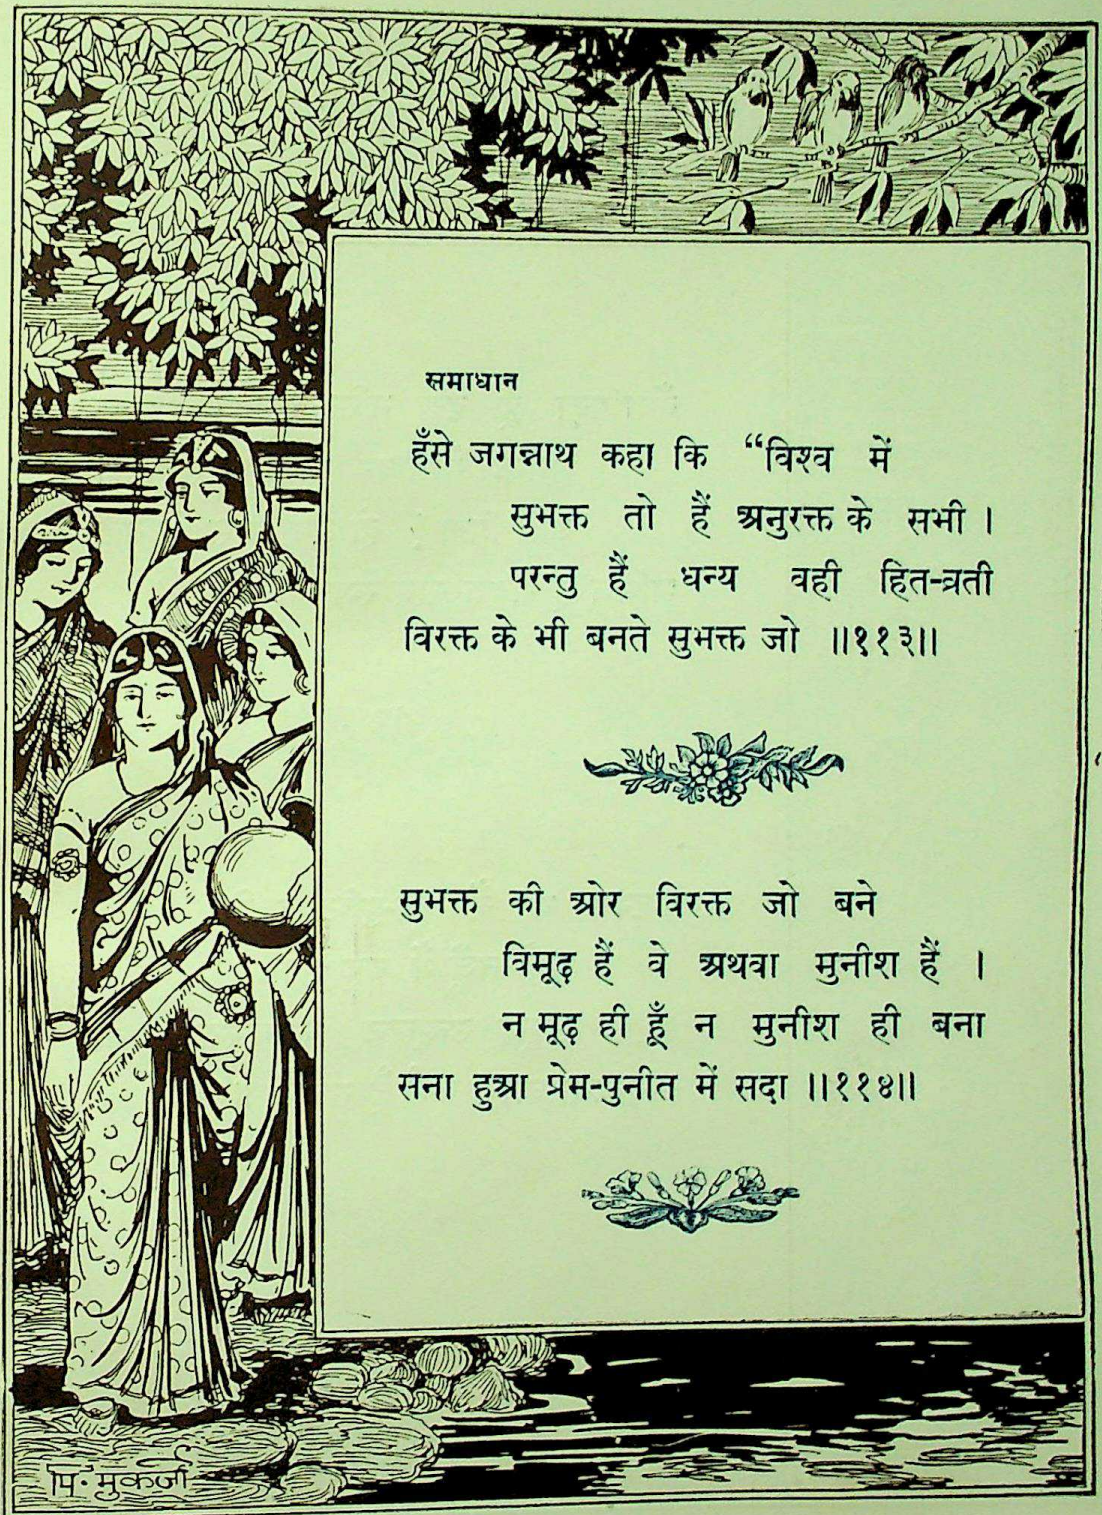 समाधान
हँसे जगन्नाथ कहा कि “विश्व में
सुभक्त तो हैं अनुरक्त के सभी ।
परन्तु हैं धन्य वही हित-व्रती
विरक्त के भी बनते सुभक्त जो ॥११३॥
सुभक्त की ओर विरक्त जो बने
विमूढ़ हैं वे अथवा मुनीश हैं ।
न मूढ़ ही हूँ न मुनीश ही बना
सना हुआ प्रेम-पुनीत में सदा ॥११४॥
पि. मुकर्जी